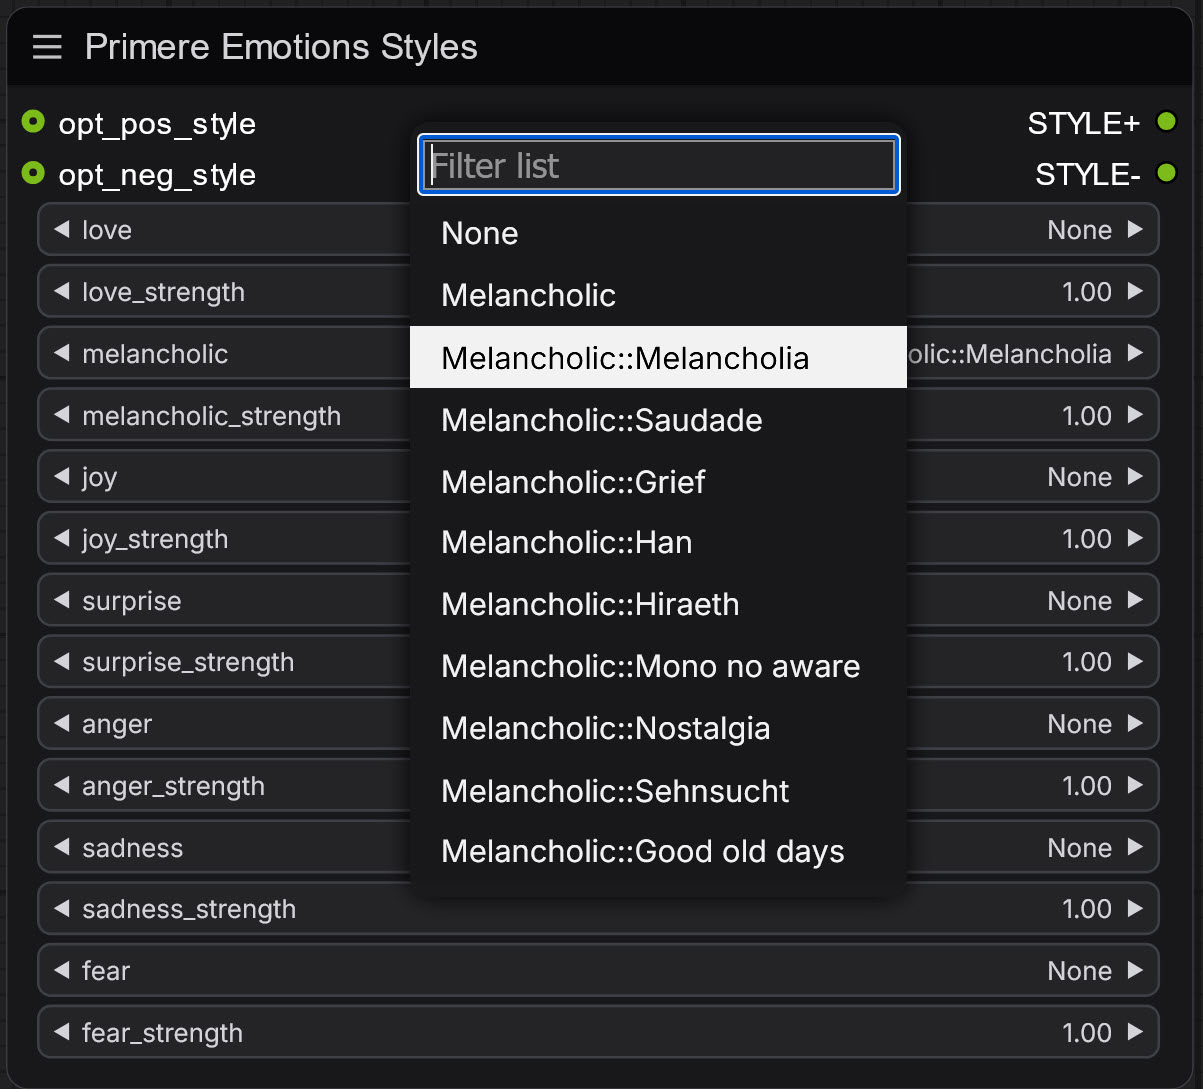 Primere Emotions Styles
opt_pos_style
STYLE+
opt_neg_style
STYLE-
love
None
love_strength
1.00
melancholic
olic::Melancholia
melancholic_strength
1.00
joy
None
joy_strength
1.00
surprise
None
surprise_strength
1.00
anger
None
anger_strength
1.00
sadness
None
sadness_strength
1.00
fear
None
fear_strength
1.00
Filter list
None
Melancholic
Melancholic::Melancholia
Melancholic::Saudade
Melancholic::Grief
Melancholic::Han
Melancholic::Hiraeth
Melancholic::Mono no aware
Melancholic::Nostalgia
Melancholic::Sehnsucht
Melancholic::Good old days